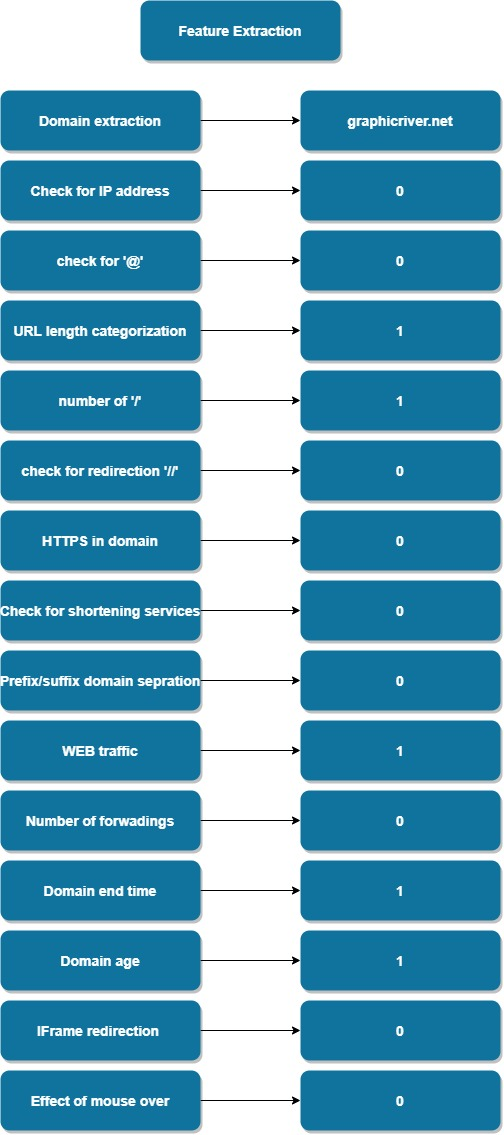 Feature Extraction
Domain extraction
graphicriver.net
Check for IP address
0
check for '@'
0
URL length categorization
1
number of '/'
1
check for redirection '//'
0
HTTPS in domain
0
Check for shortening services
0
Prefix/suffix domain sepration
0
WEB traffic
1
Number of forwadings
0
Domain end time
1
Domain age
1
IFrame redirection
0
Effect of mouse over
0